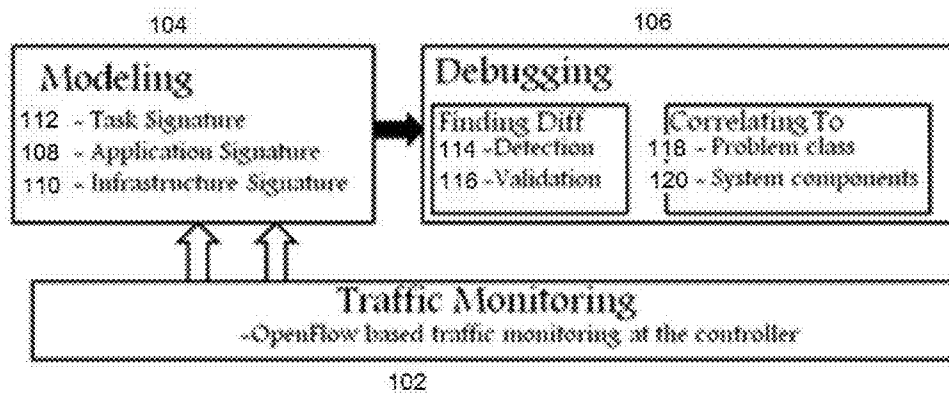 104
106
Modeling
112 - Task Signature
108 - Application Signature
110 - Infrastructure Signature
Debugging
Finding Diff
114 -Detection
116 -Validation
Correlating To
118 - Problem class
120 - System components
Traffic Monitoring
-OpenFlow based traffic monitoring at the controller
102